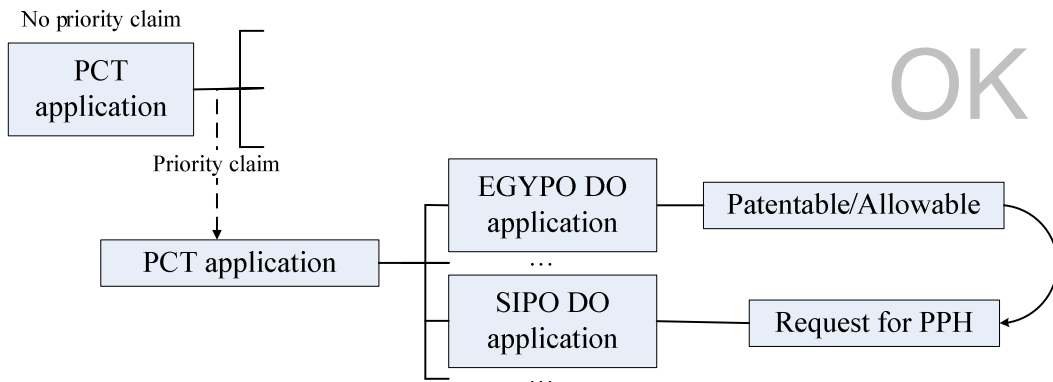 No priority claim
PCT
application
OK
Priority claim
EGYPO DO
application
Patentable/Allowable
PCT application
…
SIPO DO
application
Request for PPH
…